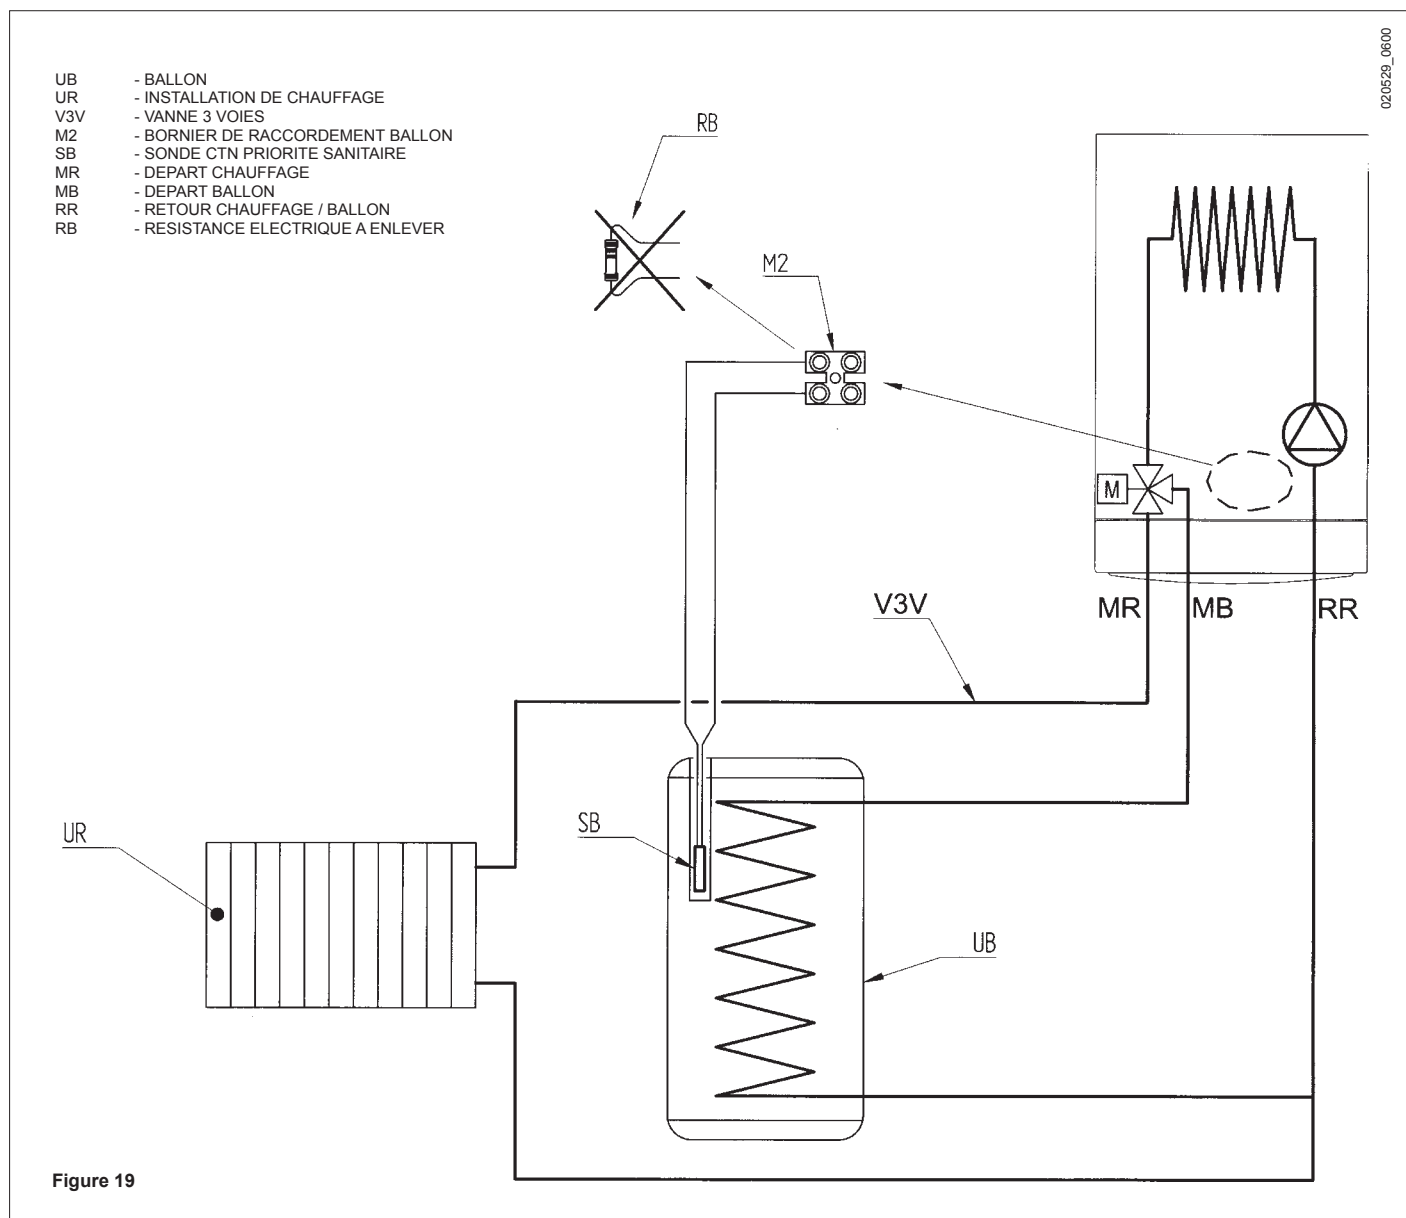 020529_0600
UB - BALLON
UR - INSTALLATION DE CHAUFFAGE
V3V - VANNE 3 VOIES
M2 - BORNIER DE RACCORDEMENT BALLON
SB - SONDE CTN PRIORITE SANITAIRE
MR - DEPART CHAUFFAGE
MB - DEPART BALLON
RR - RETOUR CHAUFFAGE / BALLON
RB - RESISTANCE ELECTRIQUE A ENLEVER
RB
M2
M
MR MB RR
V3V
SB
UR
UB
Figure 19